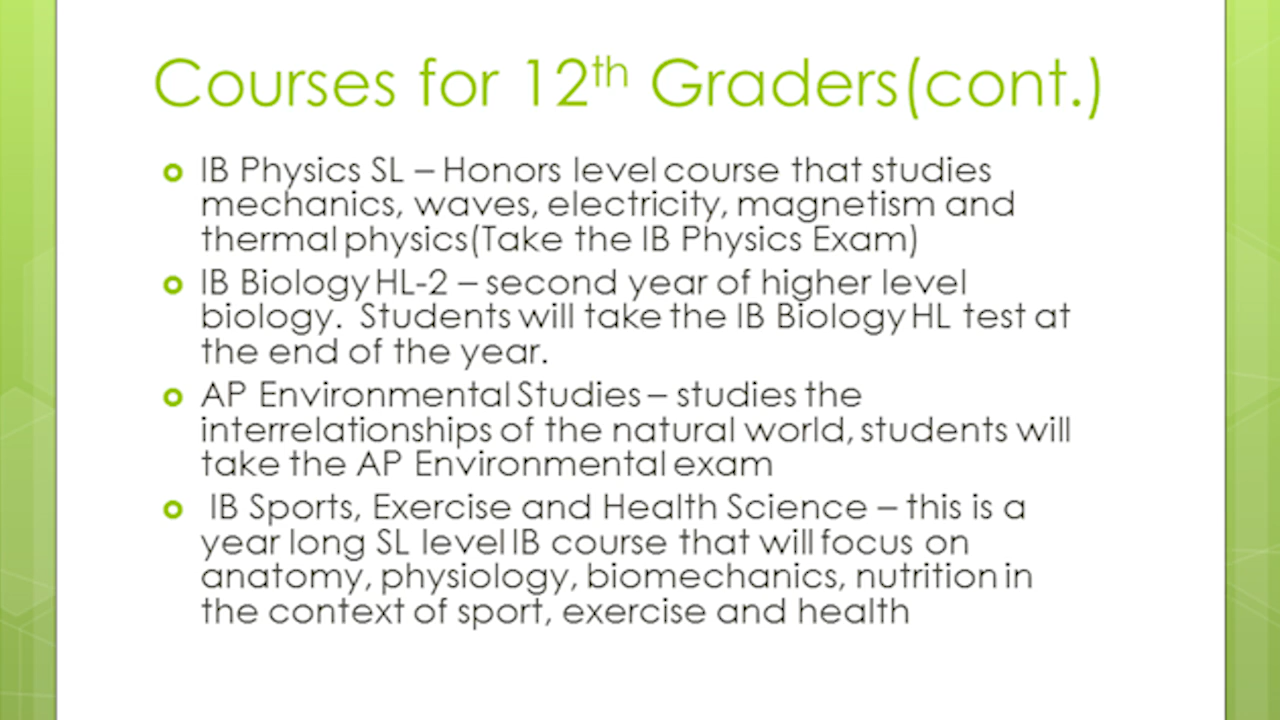 Courses for 12th Graders(cont.)
IB Physics SL – Honors level course that studies
mechanics, waves, electricity, magnetism and
thermal physics(Take the IB Physics Exam)
IB Biology HL-2 – second year of higher level
biology.  Students will take the IB Biology HL test at
the end of the year.
AP Environmental Studies – studies the
interrelationships of the natural world, students will
take the AP Environmental exam
IB Sports, Exercise and Health Science – this is a
year long SL level IB course that will focus on
anatomy, physiology, biomechanics, nutrition in
the context of sport, exercise and health